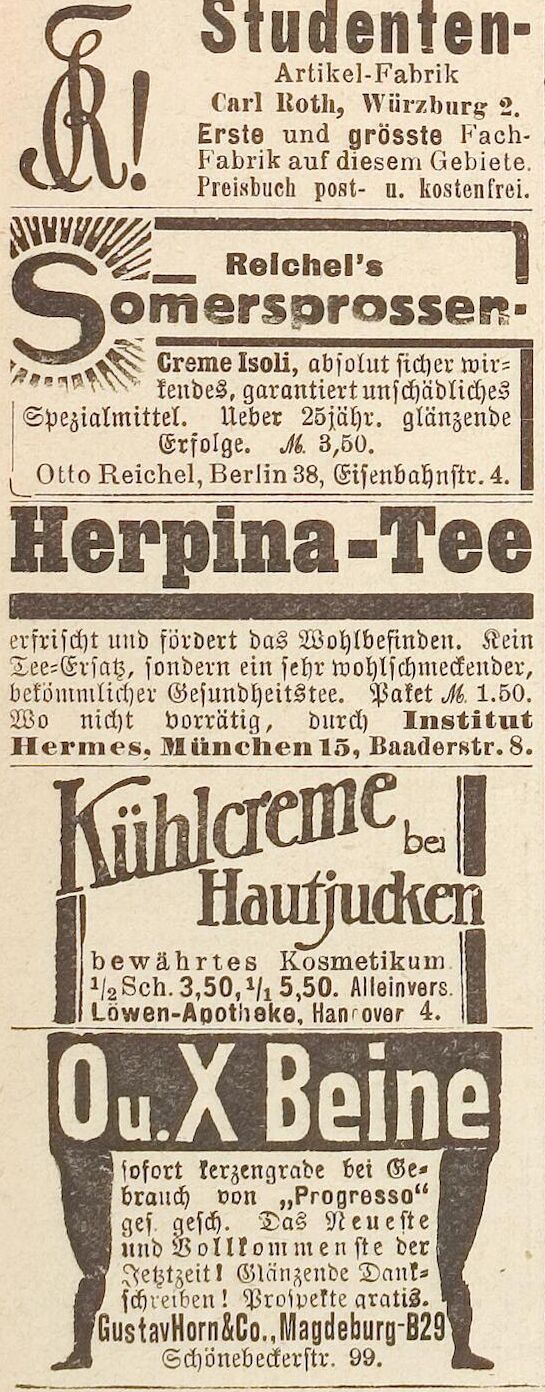 Studenten-
Artikel-Fabrik
Carl Roth, Würzburg 2.
Erste und grösste Fach-
Fabrik auf diesem Gebiete.
Preisbuch post- u. kostenfrei.
Reichel's
Somersprossen-
Creme Isoli, absolut sicher wir-
kendes, garantiert unschädliches
Spezialmittel. Ueber 25jähr. glänzende
Erfolge. M. 3,50.
Otto Reichel, Berlin 38, Eisenbahnstr. 4.
Herpina-Tee
erfrischt und fördert das Wohlbefinden. Kein
Tee-Ersatz, sondern ein sehr wohlschmeckender,
bekömmlicher Gesundheitstee. Paket M. 1.50.
Wo nicht vorrätig, durch Institut
Hermes, München 15, Baaderstr. 8.
Kühlcreme bei
Hautjucken
bewährtes Kosmetikum
1/2 Sch. 3,50, 1/1 5,50. Alleinvers.
Löwen-Apotheke, Hannover 4.
O u. X Beine
sofort kerzengrade bei Ge-
brauch von „Progresso“
ges. gesch. Das Neueste
und Vollkommenste der
Jetztzeit! Glänzende Dank-
schreiben! Prospekte gratis.
Gustav Horn & Co., Magdeburg-B29
Schönebeckerstr. 99.